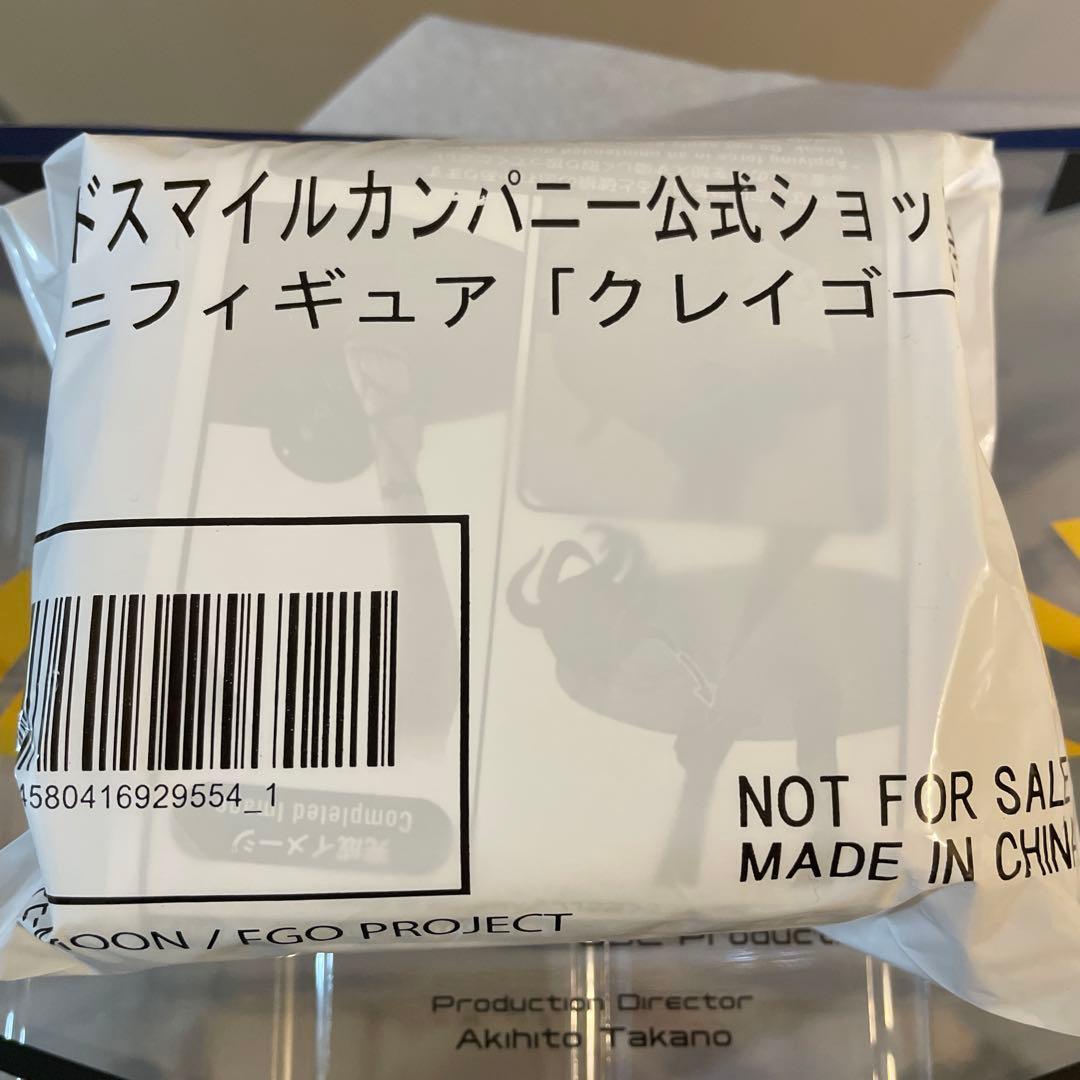 ドスマイルカンパニー公式ショッ
ニフィギュア「クレイゴー
4580416929554_1
Completed Image
完成イメージ
NOT FOR SALE
MADE IN CHINA
MOON / FGO PROJECT
Production Director
Akihito Takano